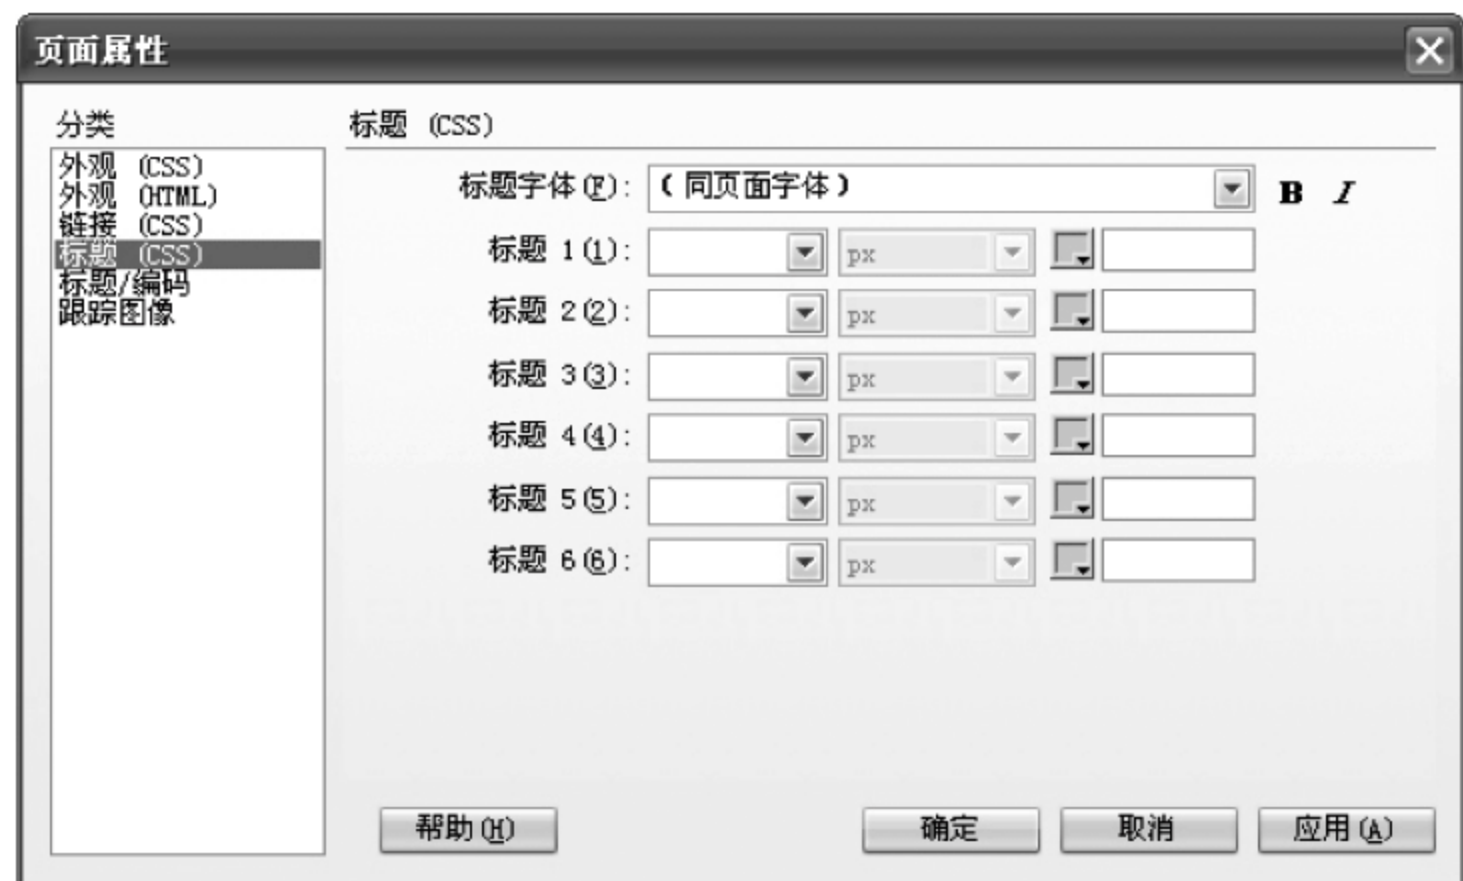 页面属性
分类
外观 (CSS)
外观 (HTML)
链接 (CSS)
标题 (CSS)
标题/编码
跟踪图像
标题 (CSS)
标题字体(F): (同页面字体) B I
标题 1(1): px
标题 2(2): px
标题 3(3): px
标题 4(4): px
标题 5(5): px
标题 6(6): px
帮助(H) 确定 取消 应用(A)